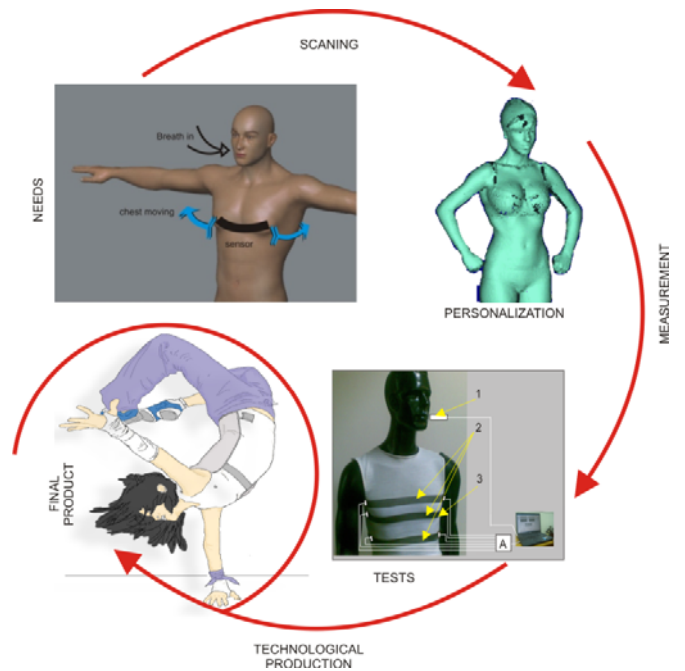 SCANING
NEEDS
Breath in
chest moving
sensor
PERSONALIZATION
MEASUREMENT
1
2
3
A
TESTS
FINAL
PRODUCT
TECHNOLOGICAL
PRODUCTION